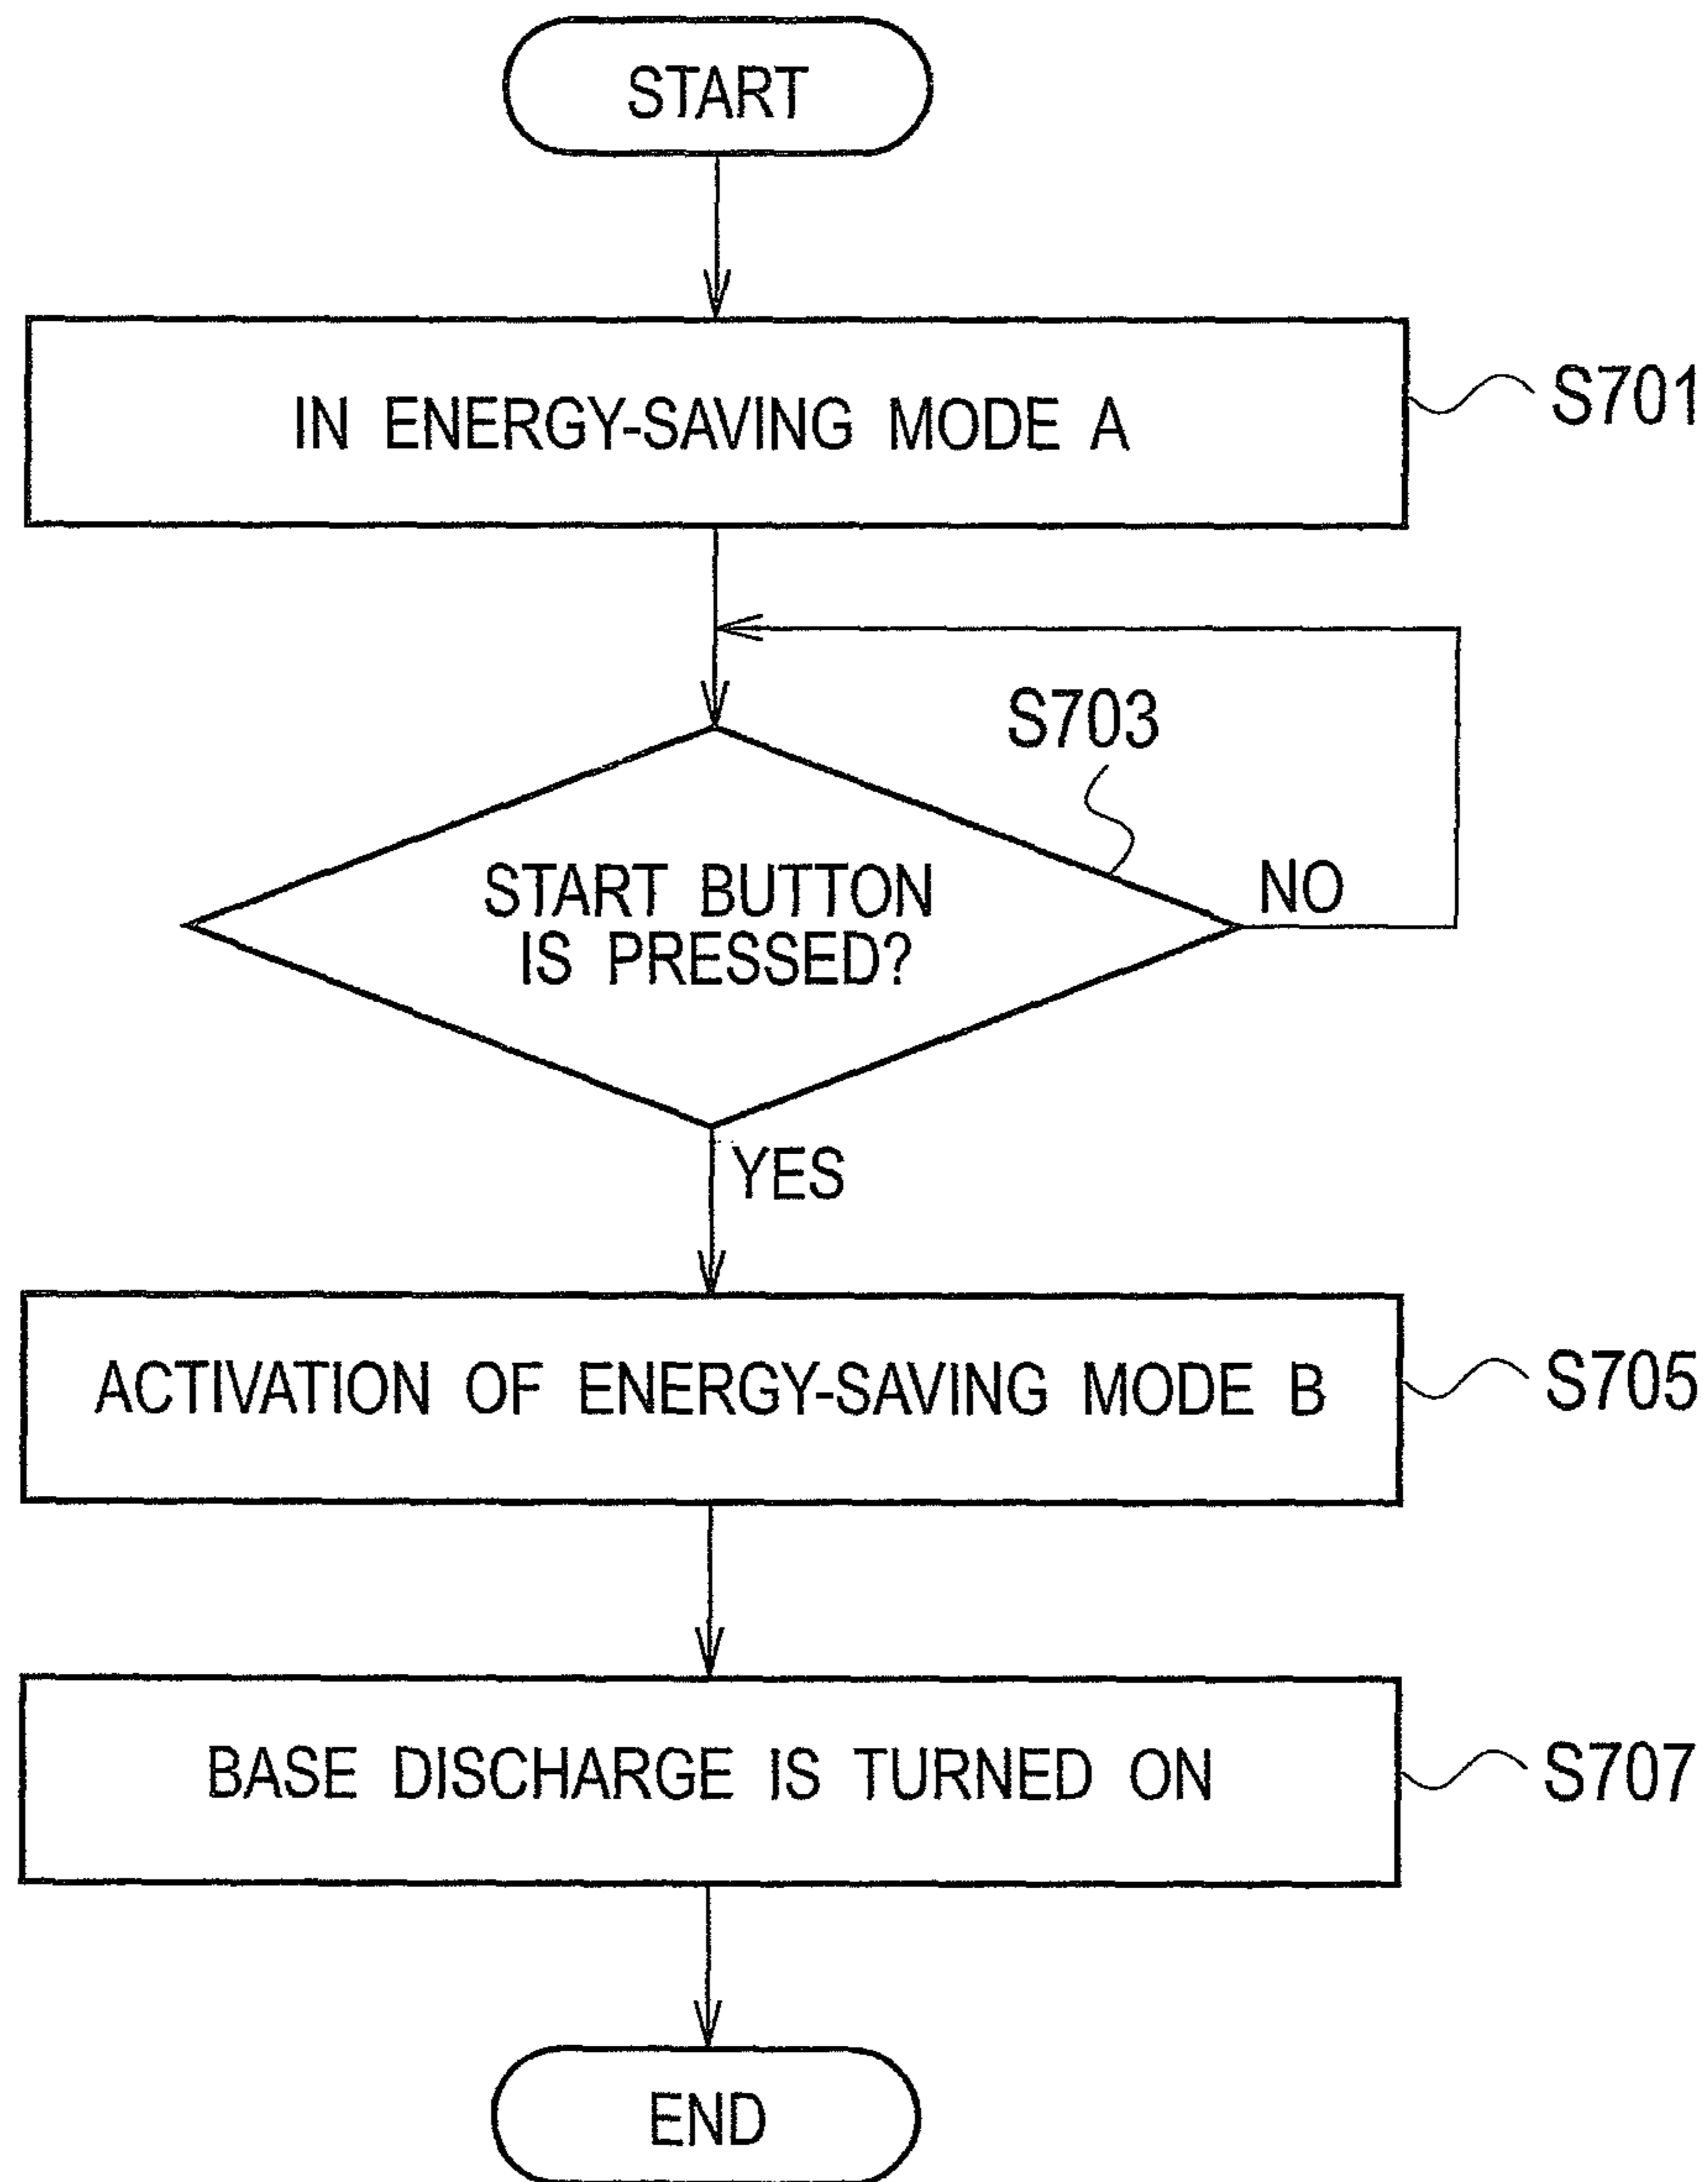 START
IN ENERGY-SAVING MODE A
S701
S703
START BUTTON
IS PRESSED?
NO
YES
ACTIVATION OF ENERGY-SAVING MODE B
S705
BASE DISCHARGE IS TURNED ON
S707
END